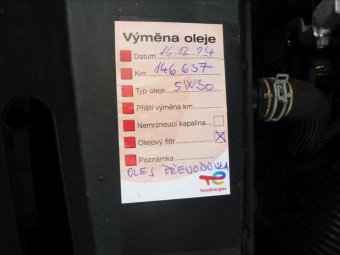 Výměna oleje
Datum 16.12.24
Km 146 637
Typ oleje 5W30
Příští výměna km
Nemrznoucí kapalina
Olejový filtr
Poznámka
OLEJ PŘEVODOVKA
TotalEnergies